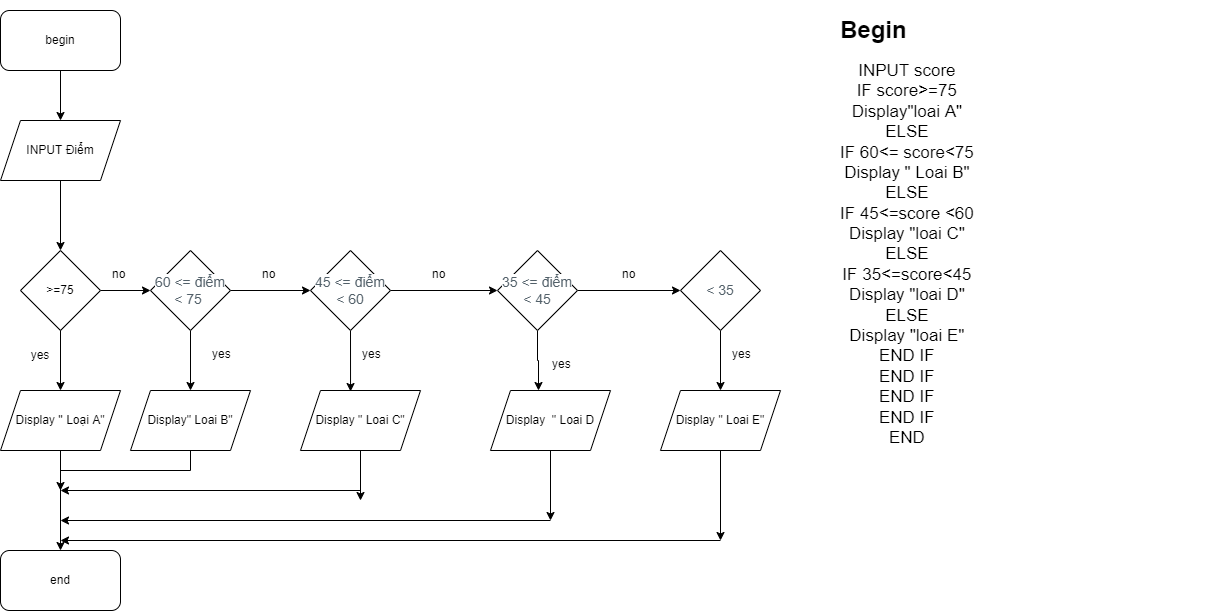 begin
INPUT Điểm
>=75
no
60 <= điểm
< 75
no
45 <= điểm
< 60
no
35 <= điểm
< 45
no
< 35
yes
yes
yes
yes
yes
Display " Loại A"
Display" Loai B"
Display " Loai C"
Display " Loai D
Display " Loai E"
end
Begin
INPUT score
IF score>=75
Display"loai A"
ELSE
IF 60<= score<75
Display " Loai B"
ELSE
IF 45<=score <60
Display "loai C"
ELSE
IF 35<=score<45
Display "loai D"
ELSE
Display "loai E"
END IF
END IF
END IF
END IF
END